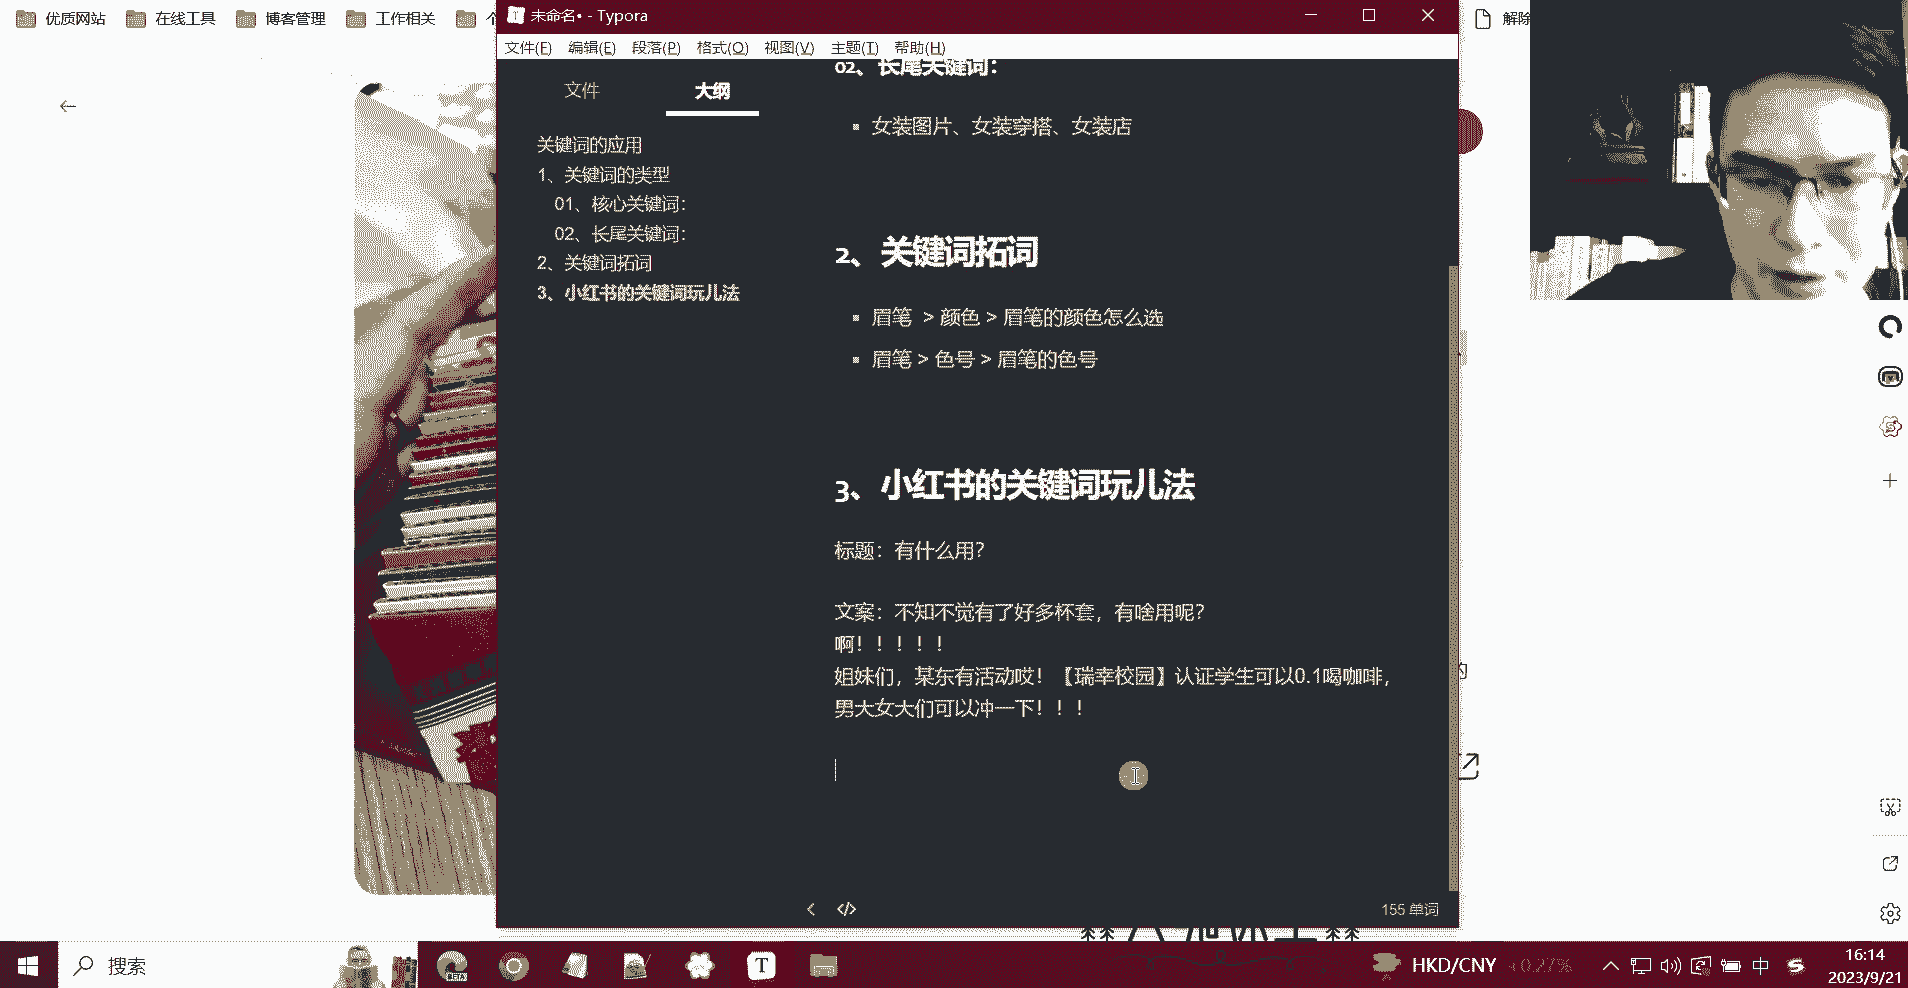 优质网站
在线工具
博客管理
工作相关
未命名• - Typora
解除
文件(F) 编辑(E) 段落(P) 格式(O) 视图(V) 主题(T) 帮助(H)
文件
大纲
关键词的应用
1、关键词的类型
01、核心关键词：
02、长尾关键词：
2、关键词拓词
3、小红书的关键词玩儿法
02、长尾关键词：
女装图片、女装穿搭、女装店
2、关键词拓词
眉笔 > 颜色 > 眉笔的颜色怎么选
眉笔 > 色号 > 眉笔的色号
3、小红书的关键词玩儿法
标题：有什么用？
文案：不知不觉有了好多杯套，有啥用呢？
啊！！！！！
姐妹们，某东有活动哎！【瑞幸校园】认证学生可以0.1喝咖啡，
男大女大们可以冲一下！！！
155 单词
搜索
BETA
T
HKD/CNY
+0.27%
中
16:14
2023/9/21